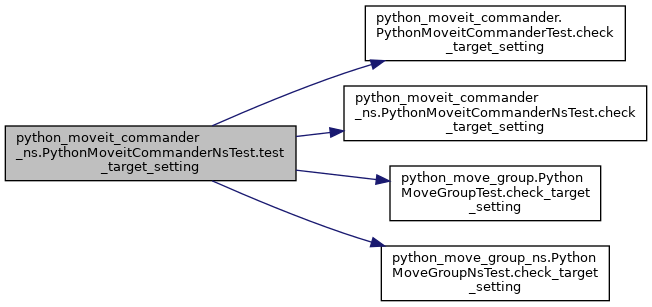 python_moveit_commander.
PythonMoveitCommanderTest.check
_target_setting
python_moveit_commander
_ns.PythonMoveitCommanderNsTest.check
_target_setting
python_moveit_commander
_ns.PythonMoveitCommanderNsTest.test
_target_setting
python_move_group.Python
MoveGroupTest.check_target
_setting
python_move_group_ns.Python
MoveGroupNsTest.check_target
_setting